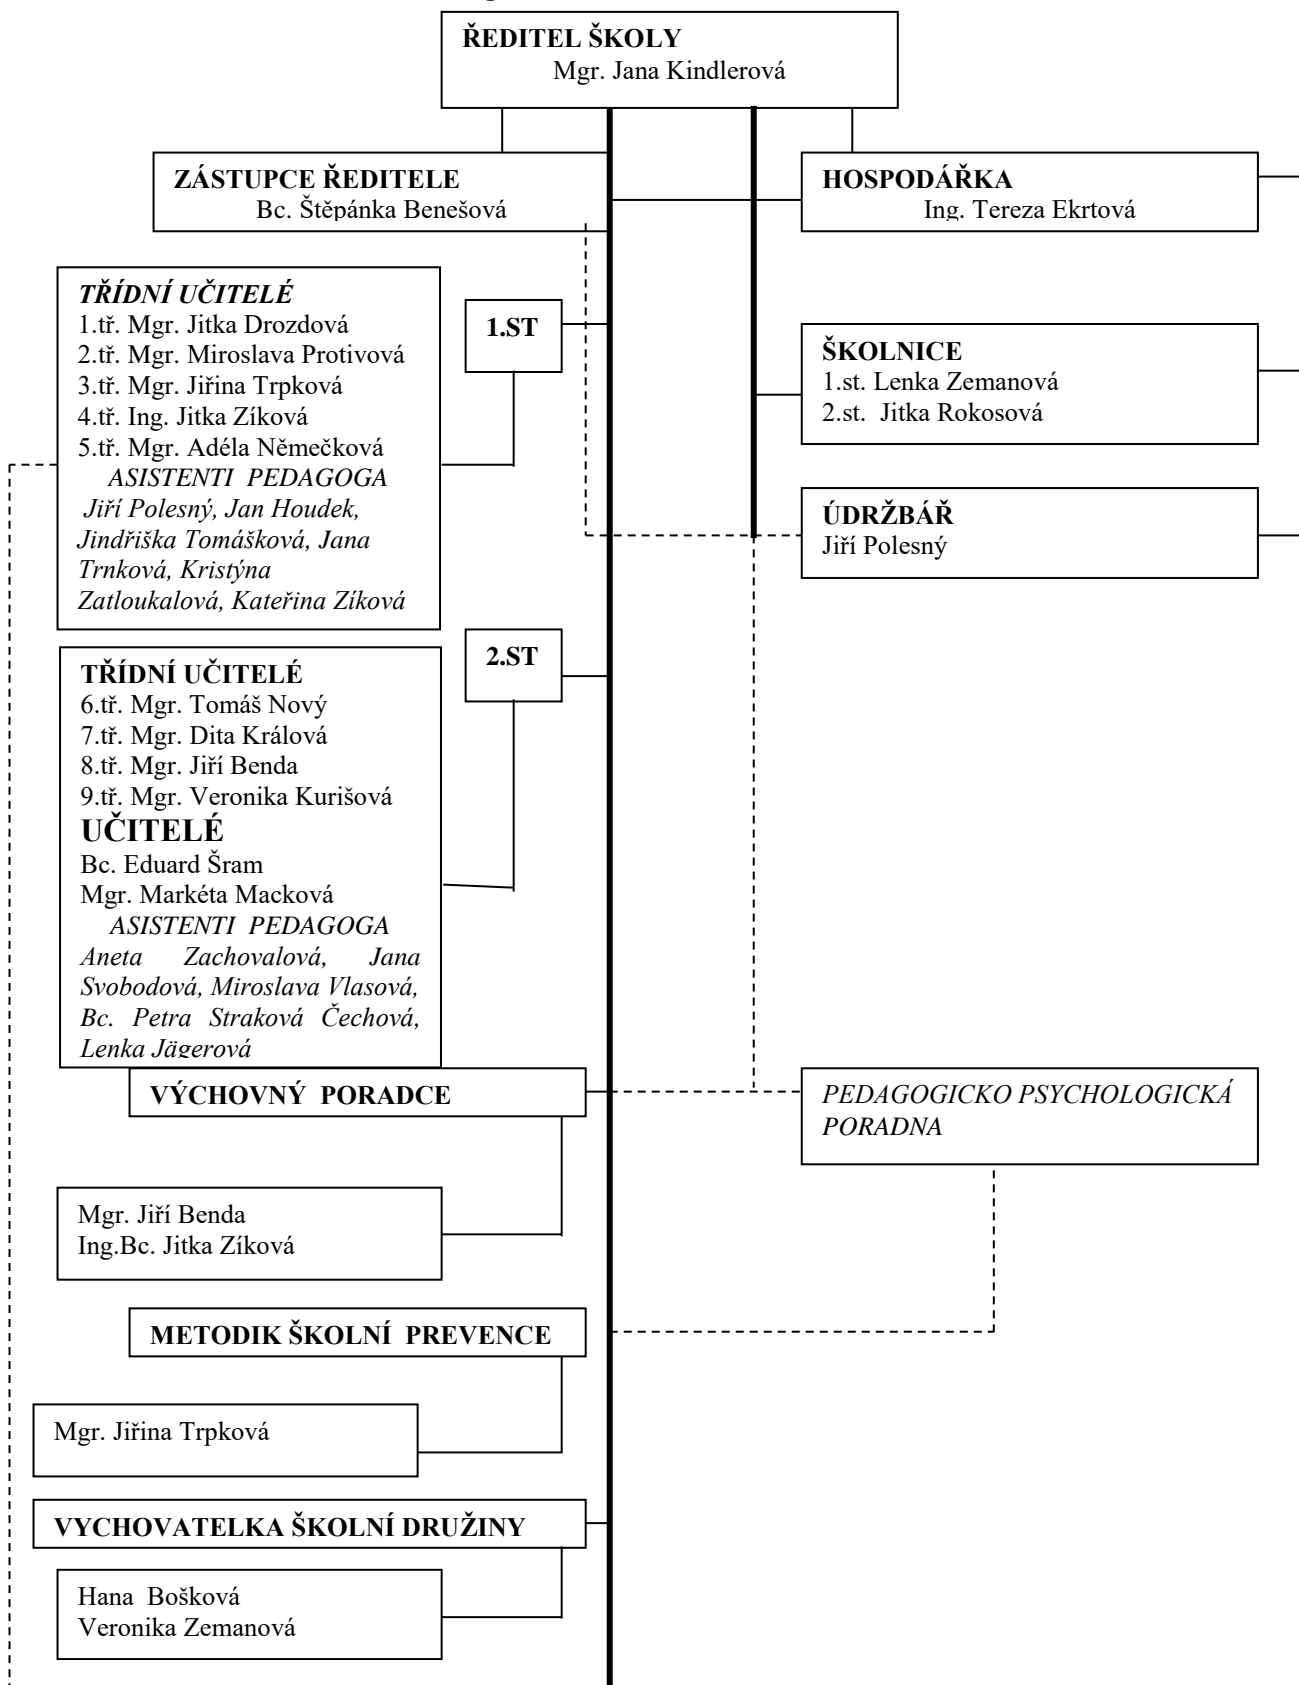 ŘEDITEL ŠKOLY
Mgr. Jana Kindlerová
ZÁSTUPCE ŘEDITELE
Bc. Štěpánka Benešová
HOSPODÁŘKA
Ing. Tereza Ekrtová
TŘÍDNÍ UČITELÉ
1.tř. Mgr. Jitka Drozdová
2.tř. Mgr. Miroslava Protivová
3.tř. Mgr. Jiřina Trpková
4.tř. Ing. Jitka Zíková
5.tř. Mgr. Adéla Němečková
ASISTENTI PEDAGOGA
Jiří Polesný, Jan Houdek,
Jindřiška Tomášková, Jana
Trnková, Kristýna
Zatloukalová, Kateřina Zíková
1.ST
ŠKOLNICE
1.st. Lenka Zemanová
2.st. Jitka Rokosová
ÚDRŽBÁŘ
Jiří Polesný
2.ST
TŘÍDNÍ UČITELÉ
6.tř. Mgr. Tomáš Nový
7.tř. Mgr. Dita Králová
8.tř. Mgr. Jiří Benda
9.tř. Mgr. Veronika Kurišová
UČITELÉ
Bc. Eduard Šram
Mgr. Markéta Macková
ASISTENTI PEDAGOGA
Aneta Zachovalová, Jana
Svobodová, Miroslava Vlasová,
Bc. Petra Straková Čechová,
Lenka Jägerová
VÝCHOVNÝ PORADCE
PEDAGOGICKO PSYCHOLOGICKÁ
PORADNA
Mgr. Jiří Benda
Ing.Bc. Jitka Zíková
METODIK ŠKOLNÍ PREVENCE
Mgr. Jiřina Trpková
VYCHOVATELKA ŠKOLNÍ DRUŽINY
Hana Bošková
Veronika Zemanová